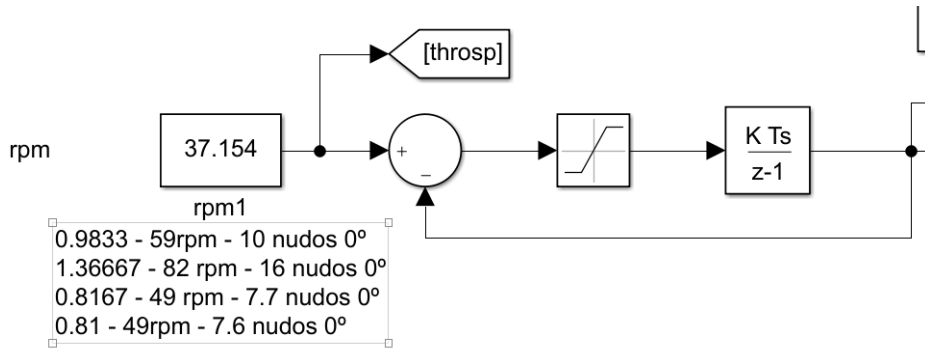 [throsp]
rpm
37.154
+
−
K Ts
z-1
rpm1
0.9833 - 59rpm - 10 nudos 0º
1.36667 - 82 rpm - 16 nudos 0º
0.8167 - 49 rpm - 7.7 nudos 0º
0.81 - 49rpm - 7.6 nudos 0º